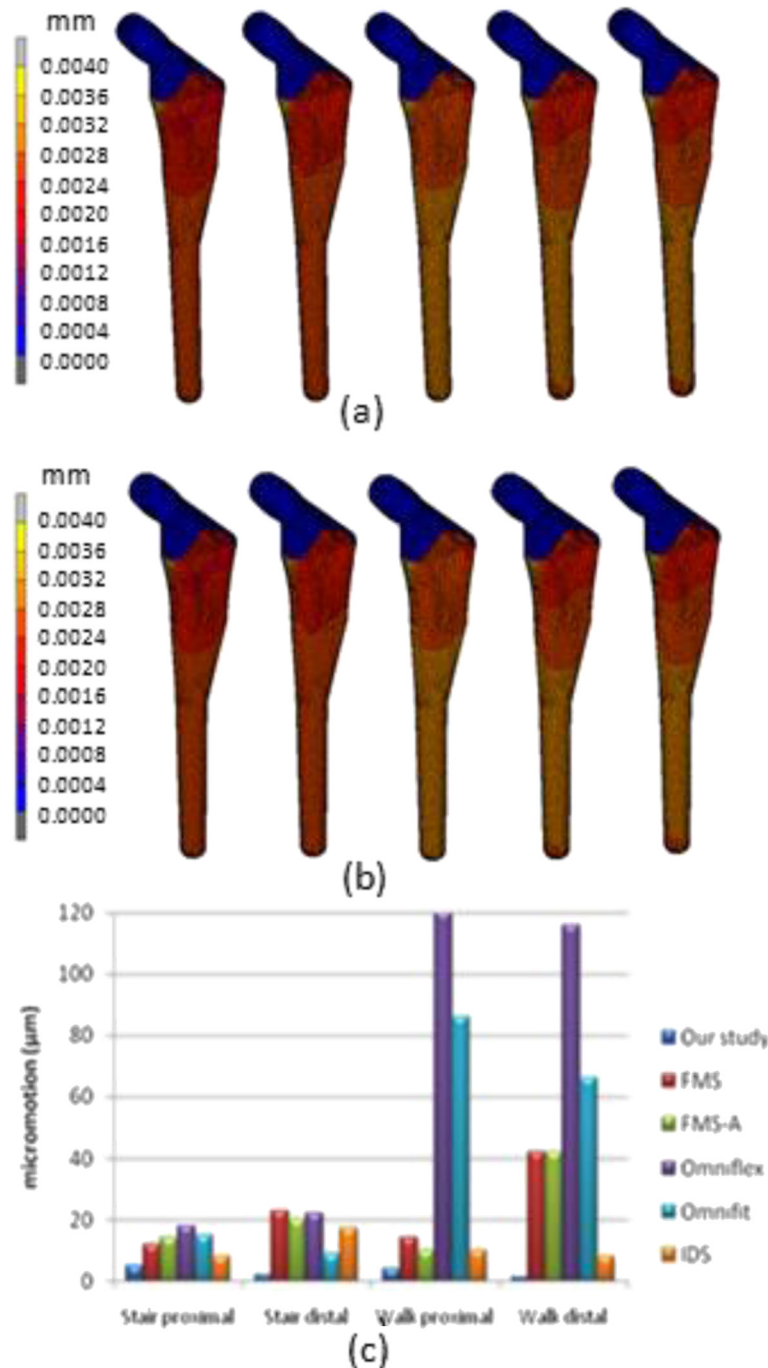 mm
0.0040
0.0036
0.0032
0.0028
0.0024
0.0020
0.0016
0.0012
0.0008
0.0004
0.0000
(a)
mm
0.0040
0.0036
0.0032
0.0028
0.0024
0.0020
0.0016
0.0012
0.0008
0.0004
0.0000
(b)
120
100
80
60
40
20
0
micromotion (µm)
Stair proximal
Stair distal
Walk proximal
Walk distal
Our study
FMS
FMS-A
Omniflex
Omnifit
IDS
(c)